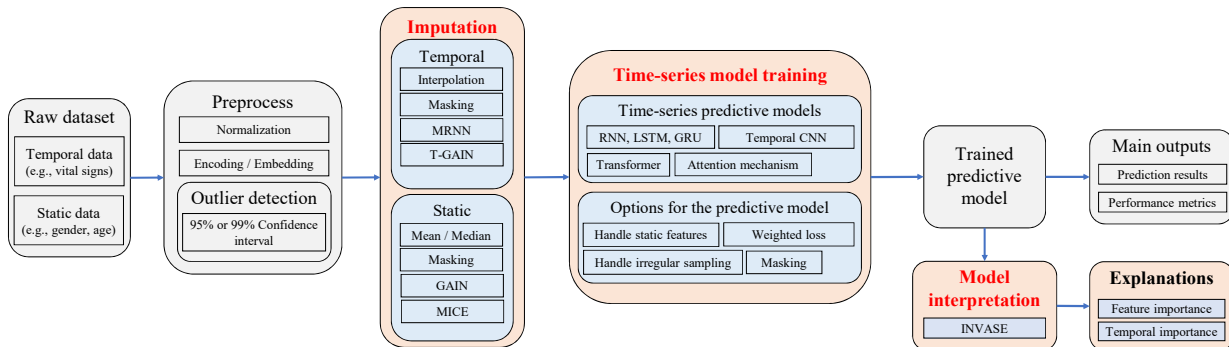 Raw dataset
Temporal data
(e.g., vital signs)
Static data
(e.g., gender, age)
Preprocess
Normalization
Encoding / Embedding
Outlier detection
95% or 99% Confidence
interval
Imputation
Temporal
Interpolation
Masking
MRNN
T-GAIN
Static
Mean / Median
Masking
GAIN
MICE
Time-series model training
Time-series predictive models
RNN, LSTM, GRU
Temporal CNN
Transformer
Attention mechanism
Options for the predictive model
Handle static features
Weighted loss
Handle irregular sampling
Masking
Trained
predictive
model
Main outputs
Prediction results
Performance metrics
Model
interpretation
INVASE
Explanations
Feature importance
Temporal importance